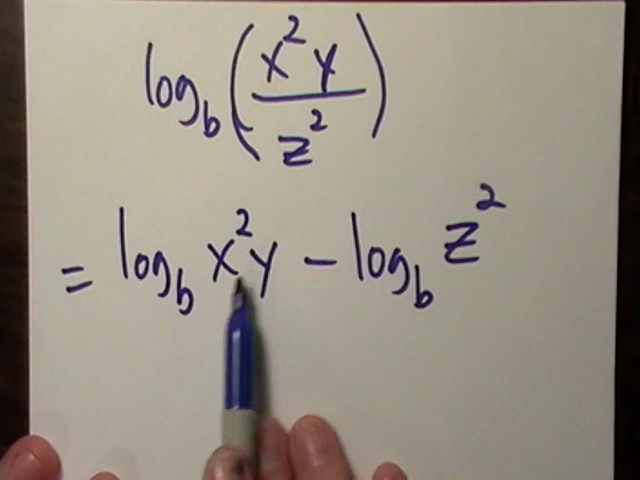 log_b (x²y / z²)
= log_b x²y − log_b z²